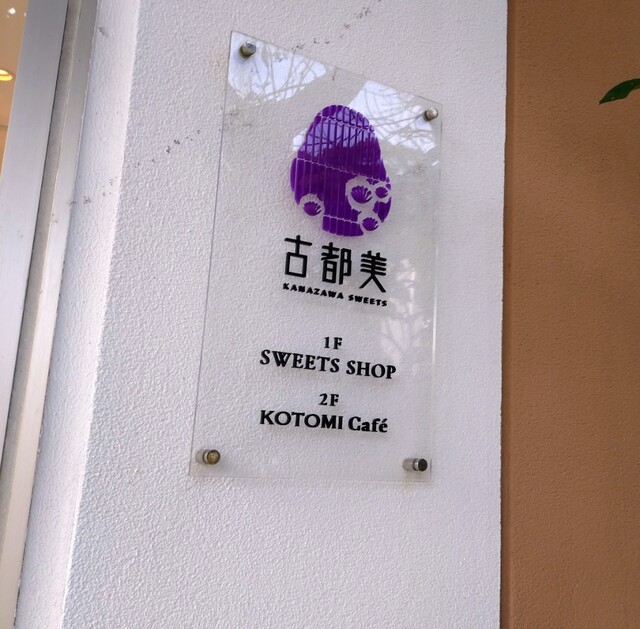 古都美
KANAZAWA SWEETS
1F
SWEETS SHOP
2F
KOTOMI Café